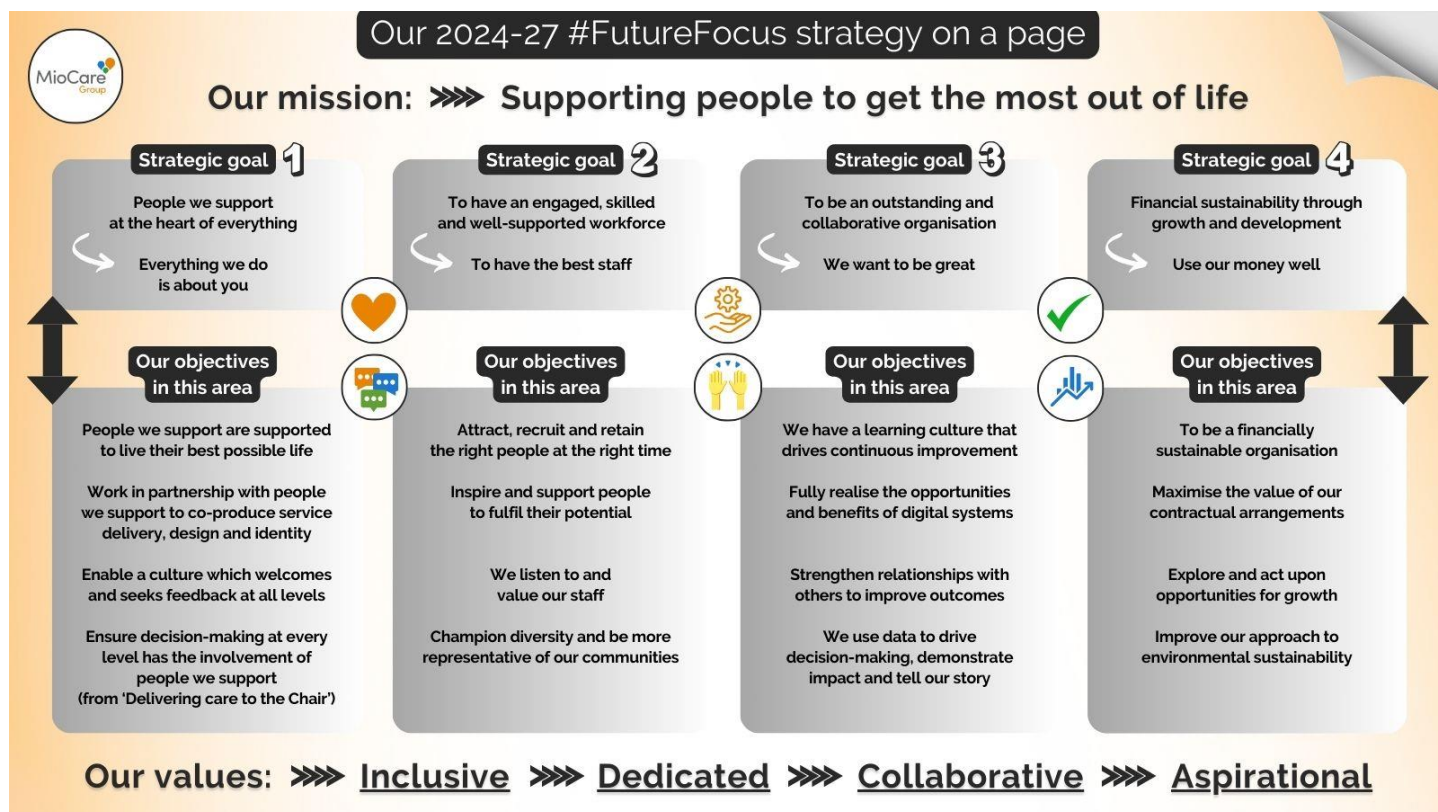 Our 2024-27 #FutureFocus strategy on a page
MioCare
Group
Our mission: Supporting people to get the most out of life
Strategic goal 1
People we support
at the heart of everything
Everything we do
is about you
Strategic goal 2
To have an engaged, skilled
and well-supported workforce
To have the best staff
Strategic goal 3
To be an outstanding and
collaborative organisation
We want to be great
Strategic goal 4
Financial sustainability through
growth and development
Use our money well
Our objectives
in this area
People we support are supported
to live their best possible life
Work in partnership with people
we support to co-produce service
delivery, design and identity
Enable a culture which welcomes
and seeks feedback at all levels
Ensure decision-making at every
level has the involvement of
people we support
(from ‘Delivering care to the Chair’)
Our objectives
in this area
Attract, recruit and retain
the right people at the right time
Inspire and support people
to fulfil their potential
We listen to and
value our staff
Champion diversity and be more
representative of our communities
Our objectives
in this area
We have a learning culture that
drives continuous improvement
Fully realise the opportunities
and benefits of digital systems
Strengthen relationships with
others to improve outcomes
We use data to drive
decision-making, demonstrate
impact and tell our story
Our objectives
in this area
To be a financially
sustainable organisation
Maximise the value of our
contractual arrangements
Explore and act upon
opportunities for growth
Improve our approach to
environmental sustainability
Our values: Inclusive Dedicated Collaborative Aspirational